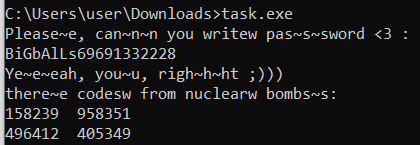 C:\Users\user\Downloads>task.exe
Please~e, can~n~n you writew pas~s~sword <3 :
BiGbAlLs69691332228
Ye~e~eah, you~u, righ~h~ht ;)))
there~e codesw from nuclearw bombs~s:
158239  958351
496412  405349